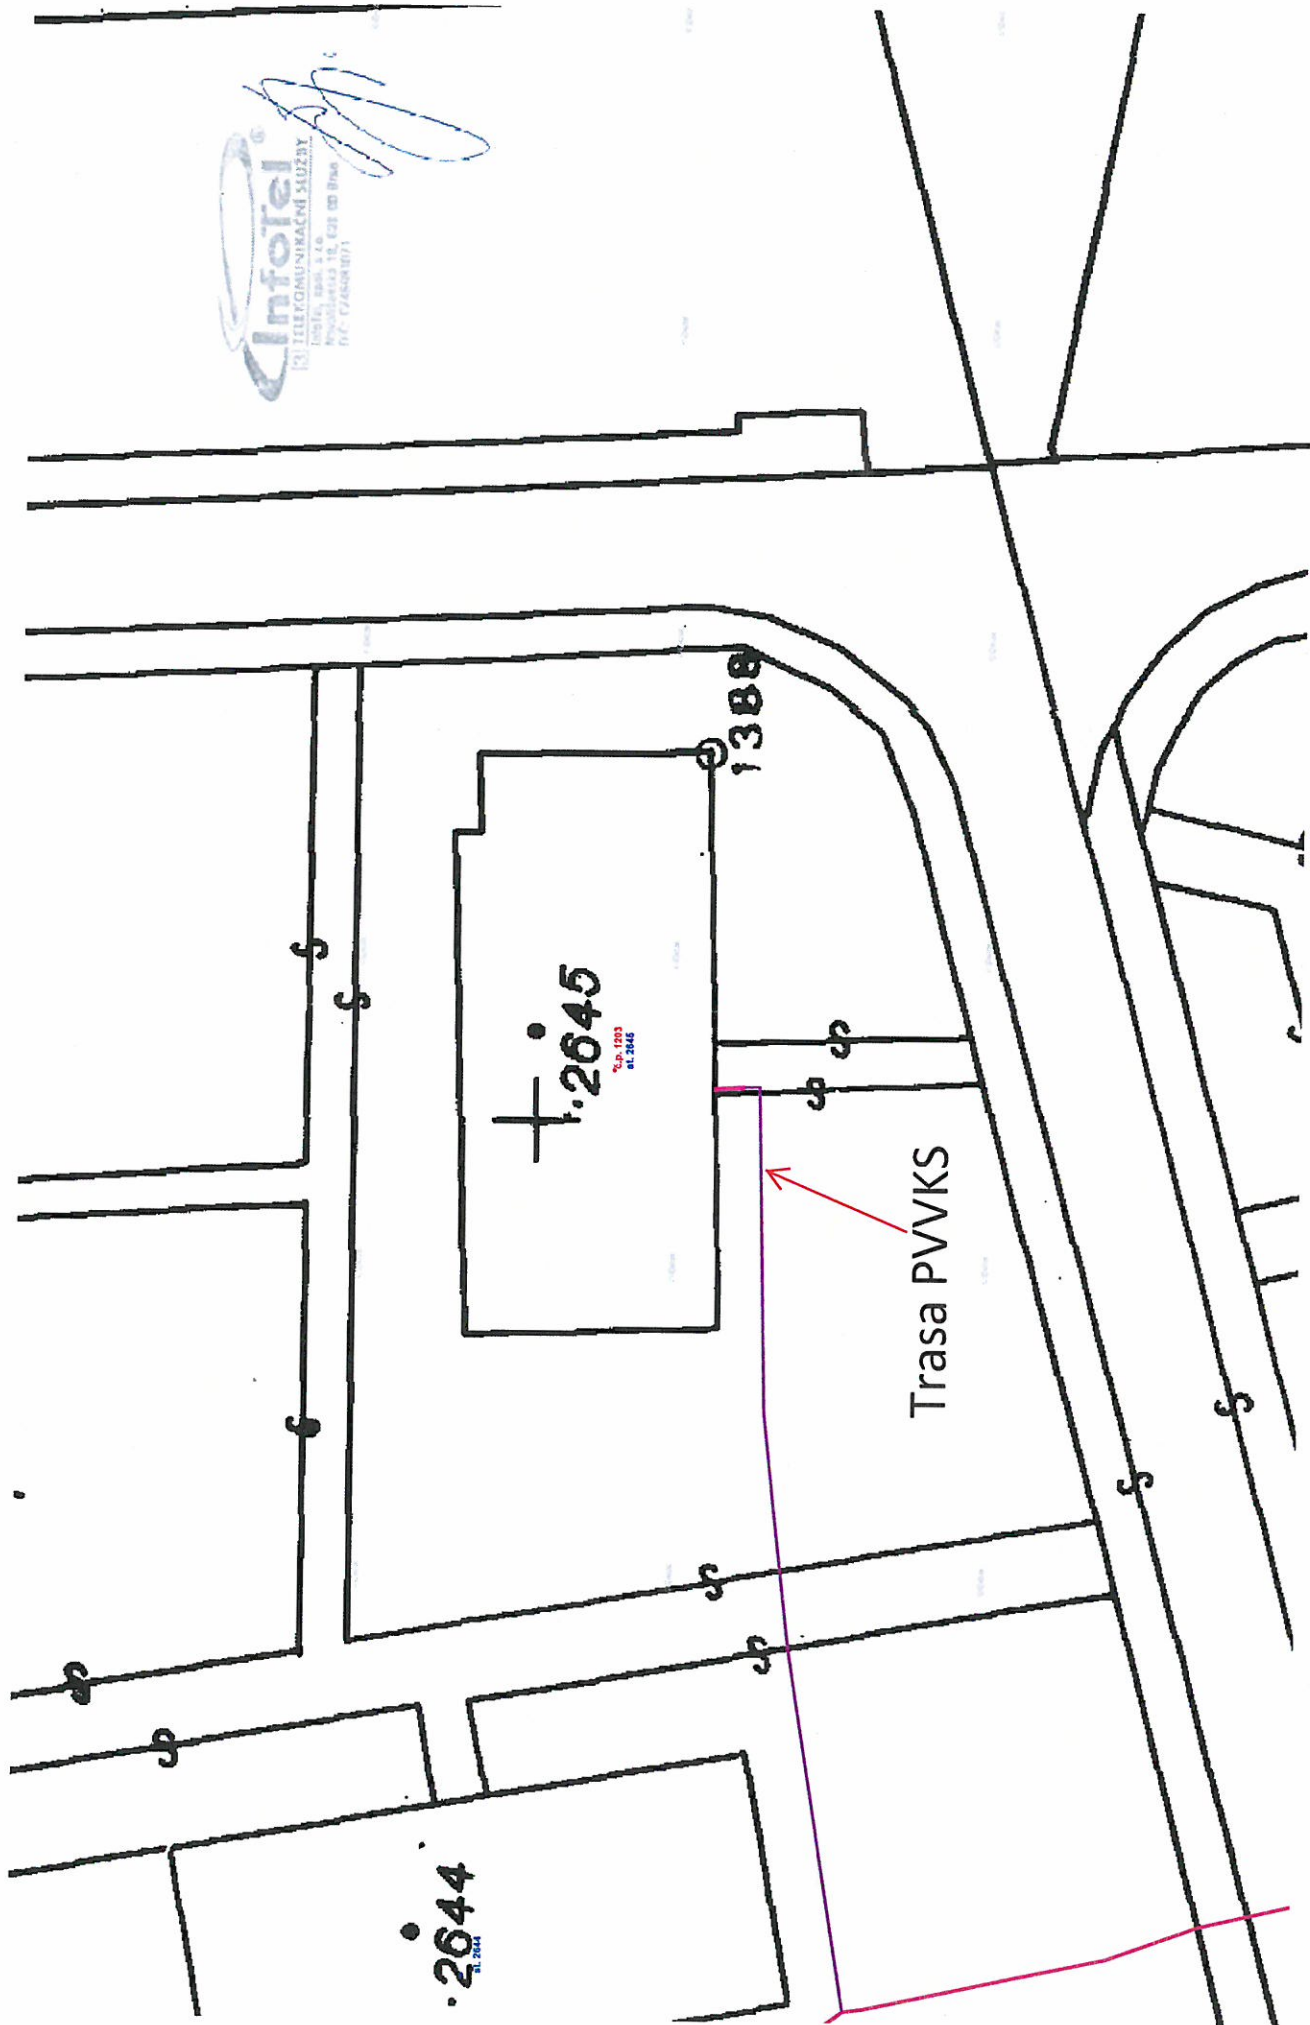 Infotel
®
TELEKOMUNIKAČNÍ SLUŽBY
1388
.2645
č.p. 1203
st. 2645
Trasa PVVKS
.2644
st. 2644